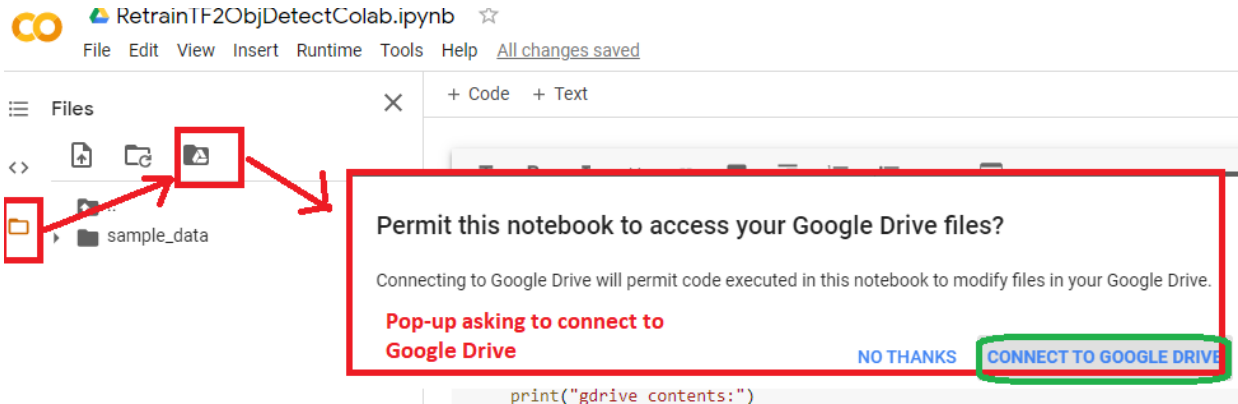 RetrainTF2ObjDetectColab.ipynb
File Edit View Insert Runtime Tools Help All changes saved
Files
+ Code + Text
..
sample_data
Permit this notebook to access your Google Drive files?
Connecting to Google Drive will permit code executed in this notebook to modify files in your Google Drive.
Pop-up asking to connect to
Google Drive
NO THANKS CONNECT TO GOOGLE DRIVE
print("gdrive contents:")